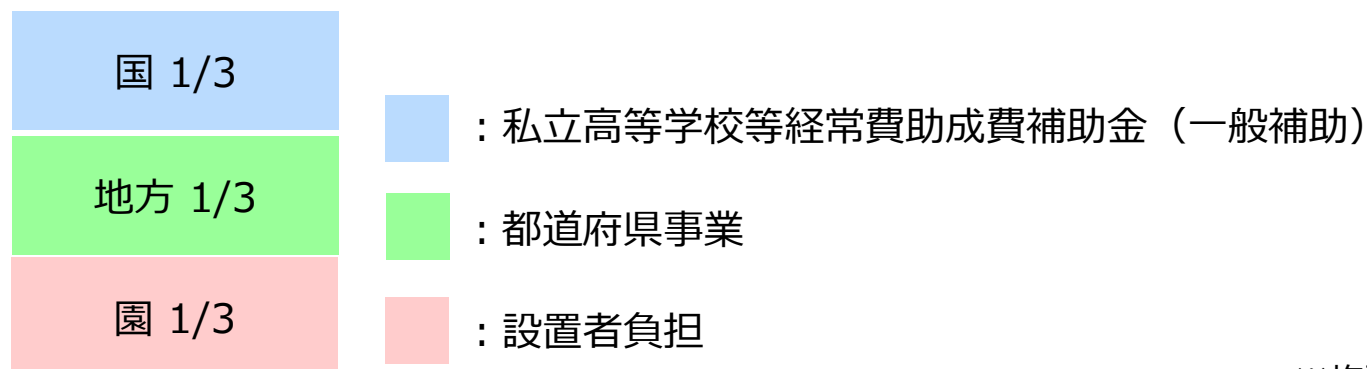 国 1/3
：私立高等学校等経常費助成費補助金（一般補助）
地方 1/3
：都道府県事業
園 1/3
：設置者負担